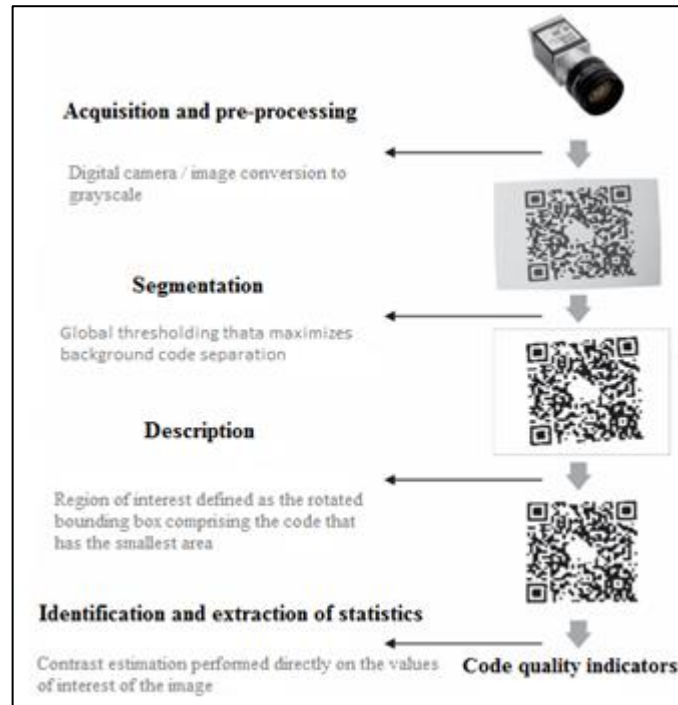 Acquisition and pre-processing
Digital camera / image conversion to
grayscale
Segmentation
Global thresholding thata maximizes
background code separation
Description
Region of interest defined as the rotated
bounding box comprising the code that
has the smallest area
Identification and extraction of statistics
Contrast estimation performed directly on the values
of interest of the image
Code quality indicators